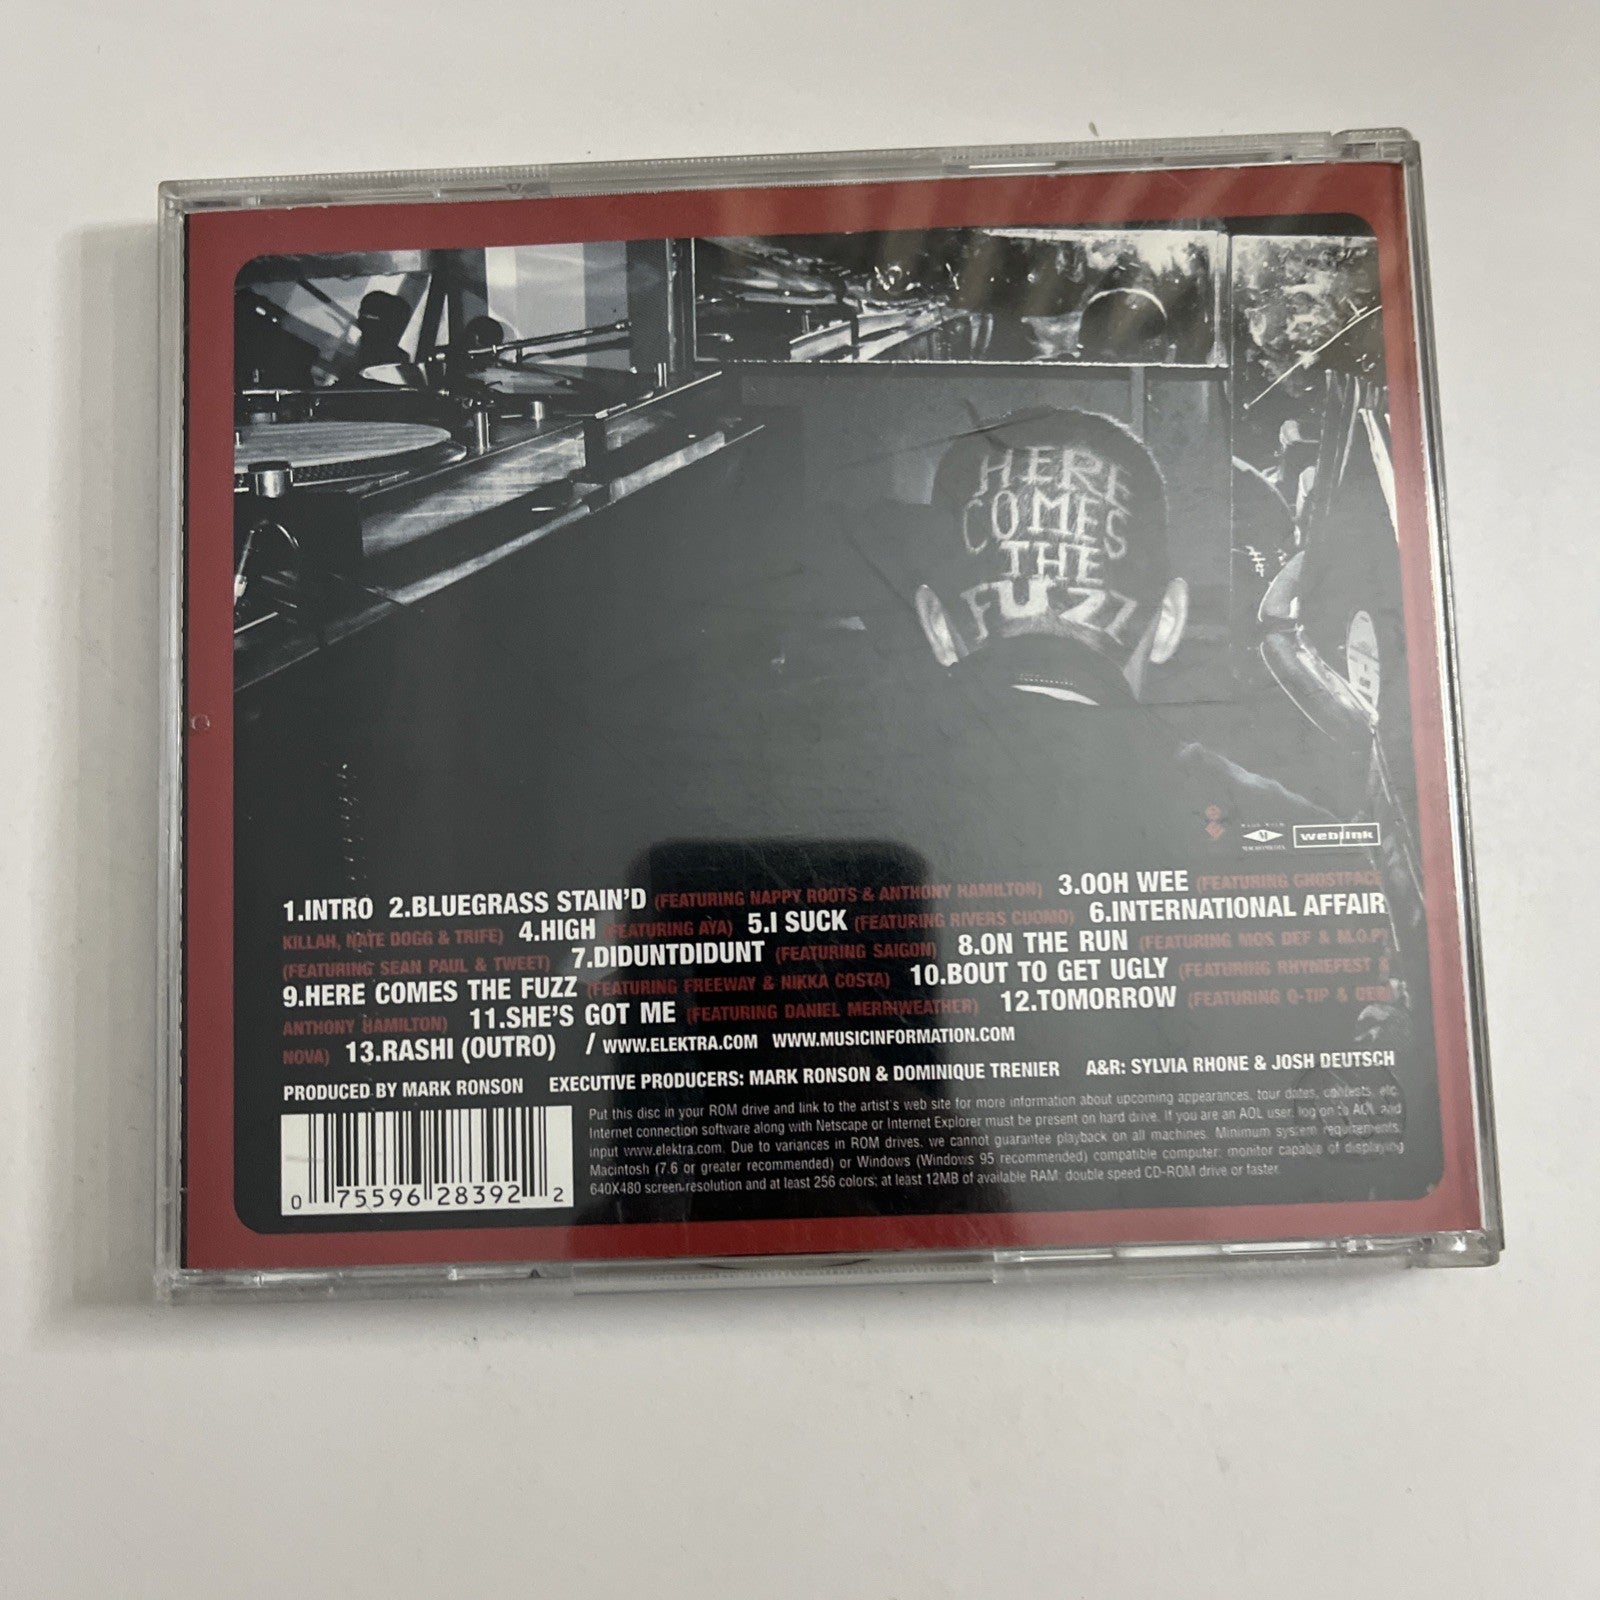 HERE
COMES
THE
FUZZ
MADE WITH
MACROMEDIA
weblink
1.INTRO 2.BLUEGRASS STAIN'D (FEATURING NAPPY ROOTS & ANTHONY HAMILTON) 3.OOH WEE (FEATURING GHOSTFACE
KILLAH, NATE DOGG & TRIFE) 4.HIGH (FEATURING AYA) 5.I SUCK (FEATURING RIVERS CUOMO) 6.INTERNATIONAL AFFAIR
(FEATURING SEAN PAUL & TWEET) 7.DIDUNTDIDUNT (FEATURING SAIGON) 8.ON THE RUN (FEATURING MOS DEF & M.O.P)
9.HERE COMES THE FUZZ (FEATURING FREEWAY & NIKKA COSTA) 10.BOUT TO GET UGLY (FEATURING RHYMEFEST &
ANTHONY HAMILTON) 11.SHE'S GOT ME (FEATURING DANIEL MERRIWEATHER) 12.TOMORROW (FEATURING Q-TIP & DEBI
NOVA) 13.RASHI (OUTRO) / WWW.ELEKTRA.COM WWW.MUSICINFORMATION.COM
PRODUCED BY MARK RONSON EXECUTIVE PRODUCERS: MARK RONSON & DOMINIQUE TRENIER A&R: SYLVIA RHONE & JOSH DEUTSCH
Put this disc in your ROM drive and link to the artist's web site for more information about upcoming appearances, tour dates, contests, etc.
Internet connection software along with Netscape or Internet Explorer must be present on hard drive. If you are an AOL user, log on to AOL and
input www.elektra.com. Due to variances in ROM drives, we cannot guarantee playback on all machines. Minimum system requirements:
Macintosh (7.6 or greater recommended) or Windows (Windows 95 recommended) compatible computer; monitor capable of displaying
640X480 screen resolution and at least 256 colors; at least 12MB of available RAM; double speed CD-ROM drive or faster.
0 75596 28392 2